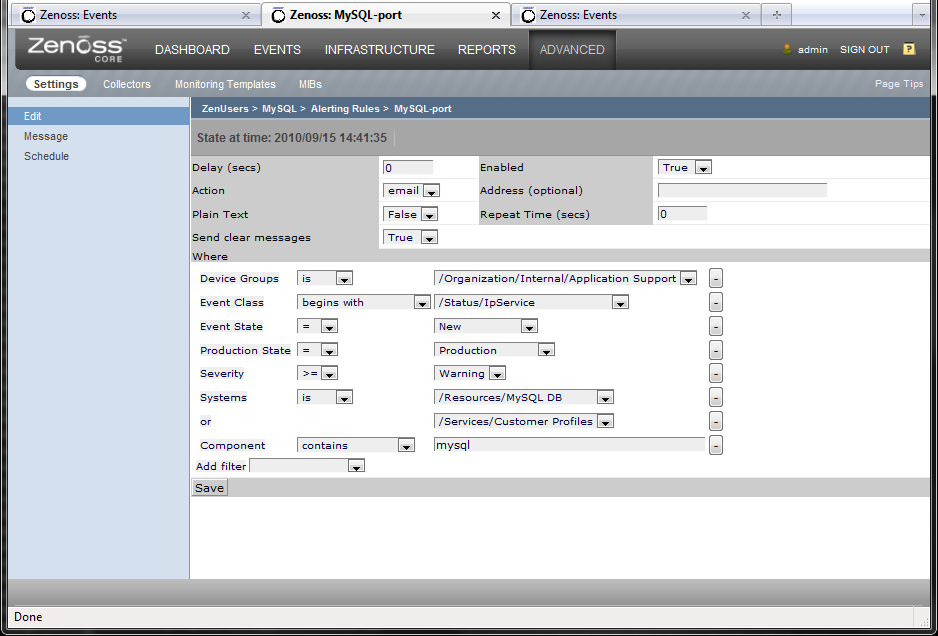 Zenoss: Events × Zenoss: MySQL-port × Zenoss: Events ×
Zenoss™ CORE DASHBOARD EVENTS INFRASTRUCTURE REPORTS ADVANCED admin SIGN OUT ?
Settings Collectors Monitoring Templates MIBs Page Tips
Edit
Message
Schedule
ZenUsers > MySQL > Alerting Rules > MySQL-port
State at time: 2010/09/15 14:41:35
Delay (secs) 0 Enabled True
Action email Address (optional)
Plain Text False Repeat Time (secs) 0
Send clear messages True
Where
Device Groups is /Organization/Internal/Application Support -
Event Class begins with /Status/IpService -
Event State = New -
Production State = Production -
Severity >= Warning -
Systems is /Resources/MySQL DB -
or /Services/Customer Profiles -
Component contains mysql -
Add filter
Save
Done